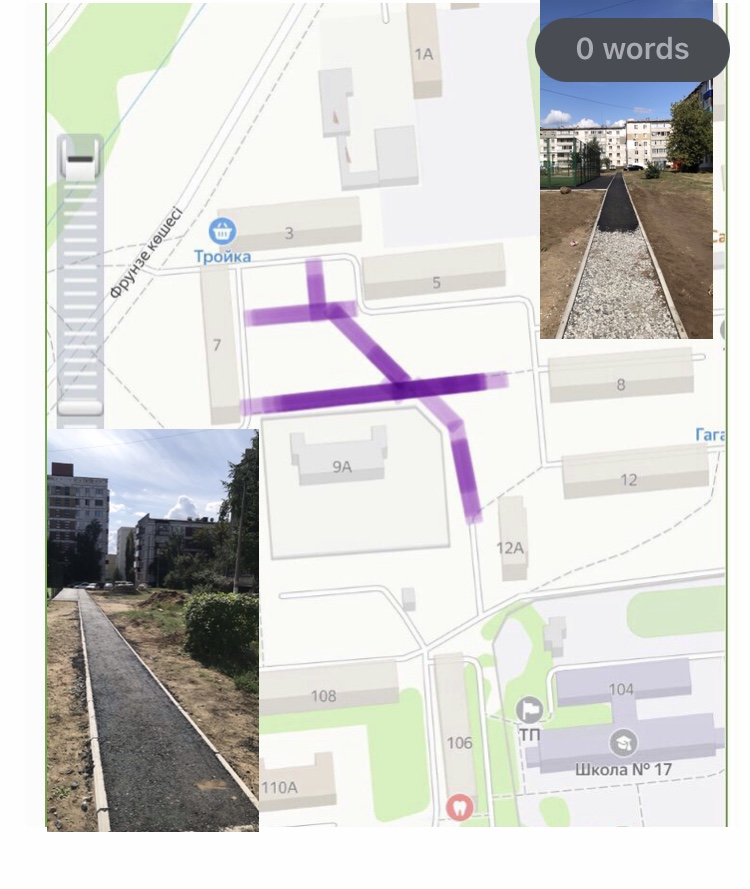 0 words
1А
3
Тройка
Фрунзе көшесі
5
7
8
9А
12
Гага
12А
108
104
ТП
106
Школа № 17
110А